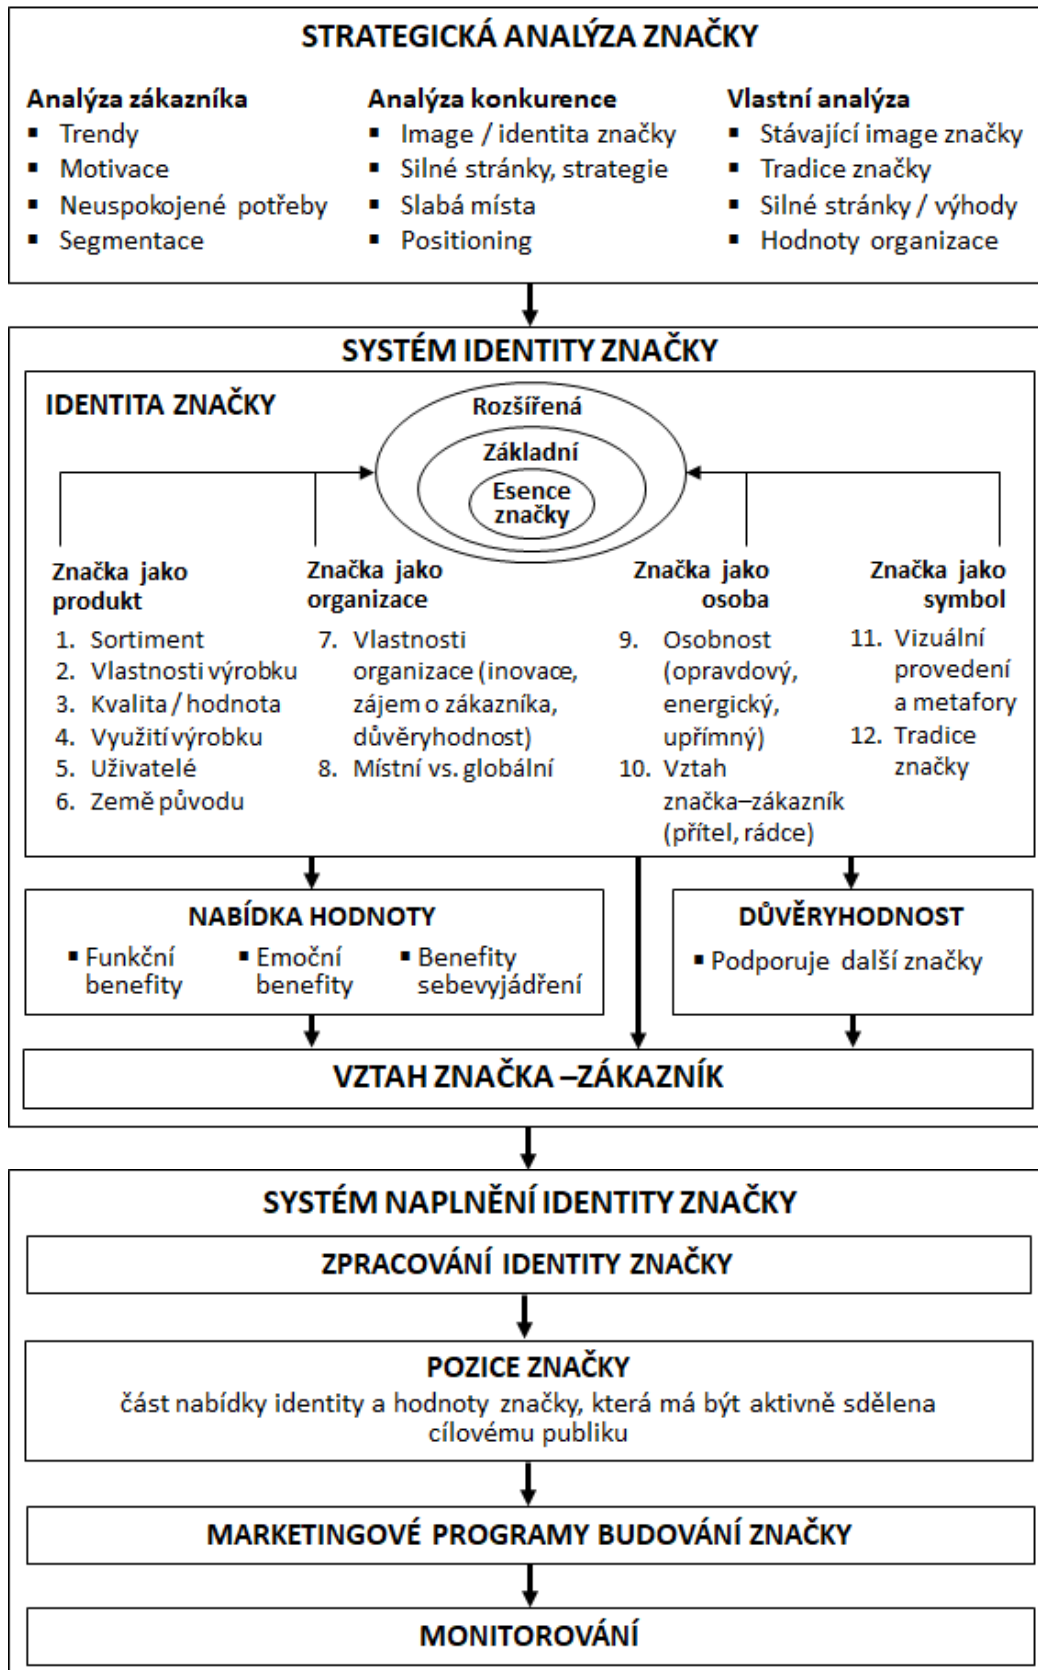 STRATEGICKÁ ANALÝZA ZNAČKY
Analýza zákazníka
▪ Trendy
▪ Motivace
▪ Neuspokojené potřeby
▪ Segmentace
Analýza konkurence
▪ Image / identita značky
▪ Silné stránky, strategie
▪ Slabá místa
▪ Positioning
Vlastní analýza
▪ Stávající image značky
▪ Tradice značky
▪ Silné stránky / výhody
▪ Hodnoty organizace
SYSTÉM IDENTITY ZNAČKY
IDENTITA ZNAČKY
Rozšířená
Základní
Esence
značky
Značka jako
produkt
1. Sortiment
2. Vlastnosti výrobku
3. Kvalita / hodnota
4. Využití výrobku
5. Uživatelé
6. Země původu
Značka jako
organizace
7. Vlastnosti
organizace (inovace,
zájem o zákazníka,
důvěryhodnost)
8. Místní vs. globální
Značka jako
osoba
9. Osobnost
(opravdový,
energický,
upřímný)
10. Vztah
značka–zákazník
(přítel, rádce)
Značka jako
symbol
11. Vizuální
provedení
a metafory
12. Tradice
značky
NABÍDKA HODNOTY
▪ Funkční
benefity
▪ Emoční
benefity
▪ Benefity
sebevyjádření
DŮVĚRYHODNOST
▪ Podporuje další značky
VZTAH ZNAČKA –ZÁKAZNÍK
SYSTÉM NAPLNĚNÍ IDENTITY ZNAČKY
ZPRACOVÁNÍ IDENTITY ZNAČKY
POZICE ZNAČKY
část nabídky identity a hodnoty značky, která má být aktivně sdělena
cílovému publiku
MARKETINGOVÉ PROGRAMY BUDOVÁNÍ ZNAČKY
MONITOROVÁNÍ